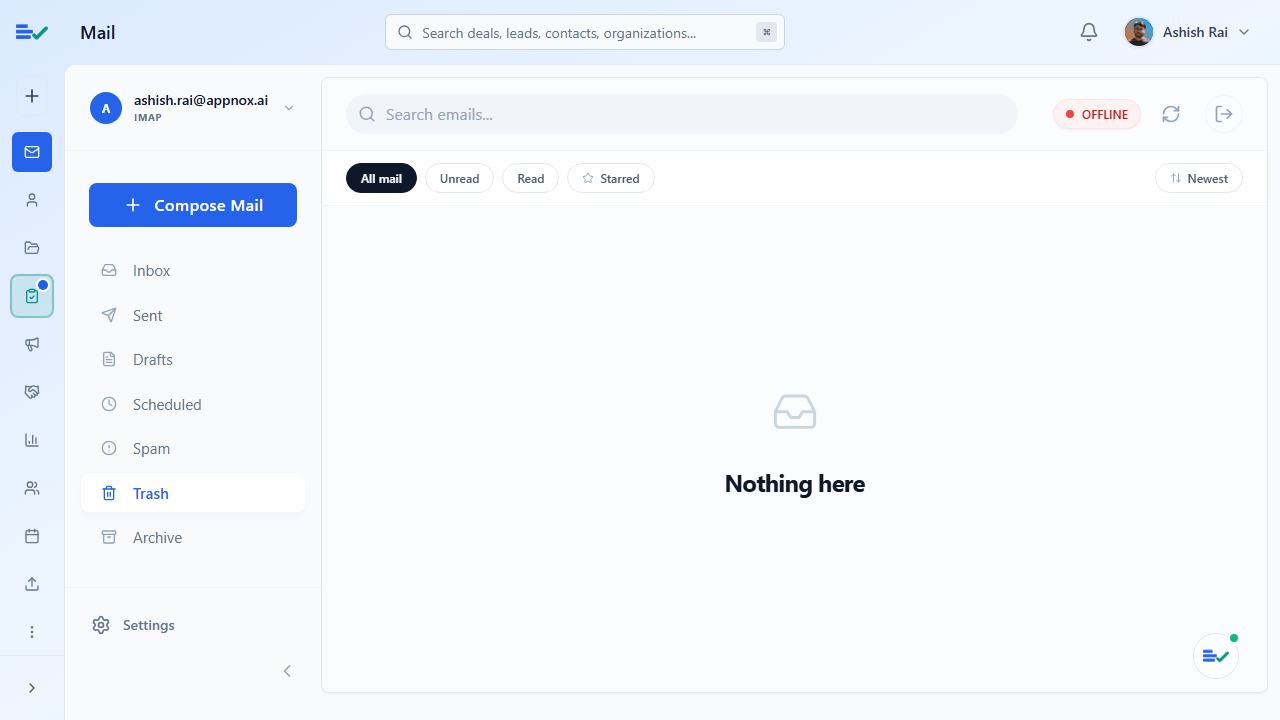 Mail
Search deals, leads, contacts, organizations...
⌘
Ashish Rai
A
ashish.rai@appnox.ai
IMAP
Search emails...
OFFLINE
Compose Mail
All mail
Unread
Read
Starred
Newest
Inbox
Sent
Drafts
Scheduled
Spam
Trash
Archive
Nothing here
Settings